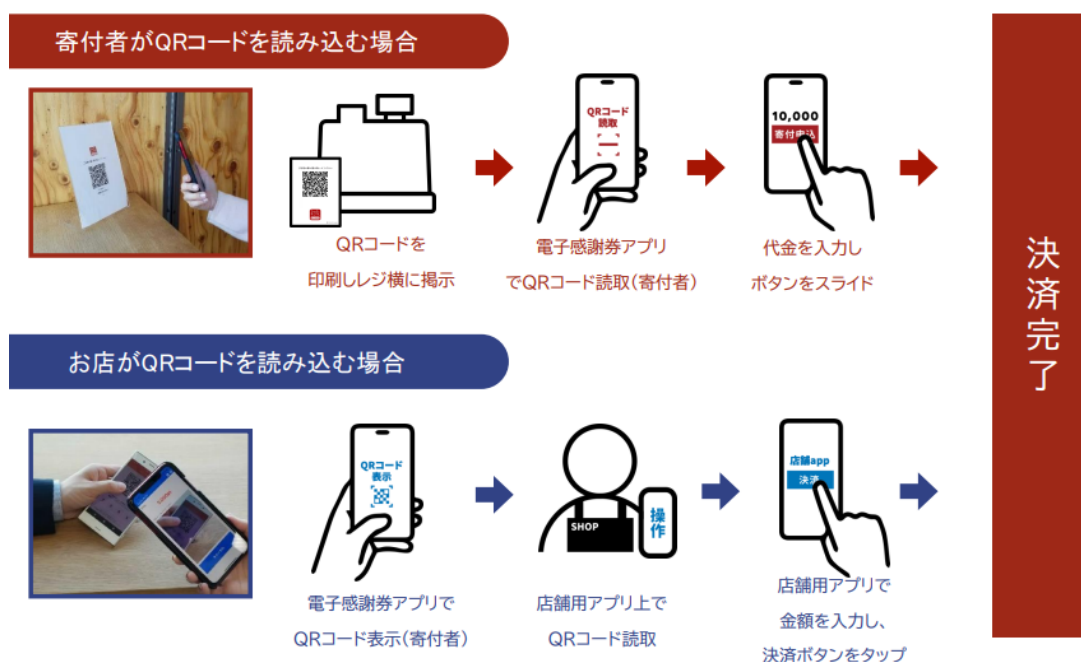 寄付者がQRコードを読み込む場合
QRコード
読取
10,000
寄付申込
QRコードを
印刷しレジ横に掲示
電子感謝券アプリ
でQRコード読取(寄付者)
代金を入力し
ボタンをスライド
決済完了
お店がQRコードを読み込む場合
QRコード
表示
SHOP
操作
店舗app
決済
電子感謝券アプリで
QRコード表示(寄付者)
店舗用アプリ上で
QRコード読取
店舗用アプリで
金額を入力し、
決済ボタンをタップ